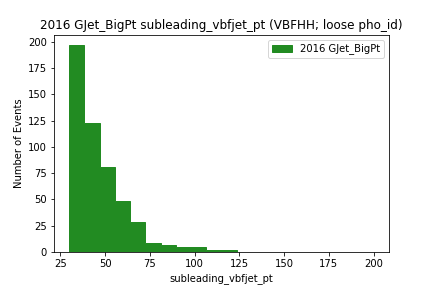 2016 GJet_BigPt subleading_vbfjet_pt (VBFHH; loose pho_id)
2016 GJet_BigPt
200
175
150
125
100
75
50
25
0
Number of Events
25 50 75 100 125 150 175 200
subleading_vbfjet_pt